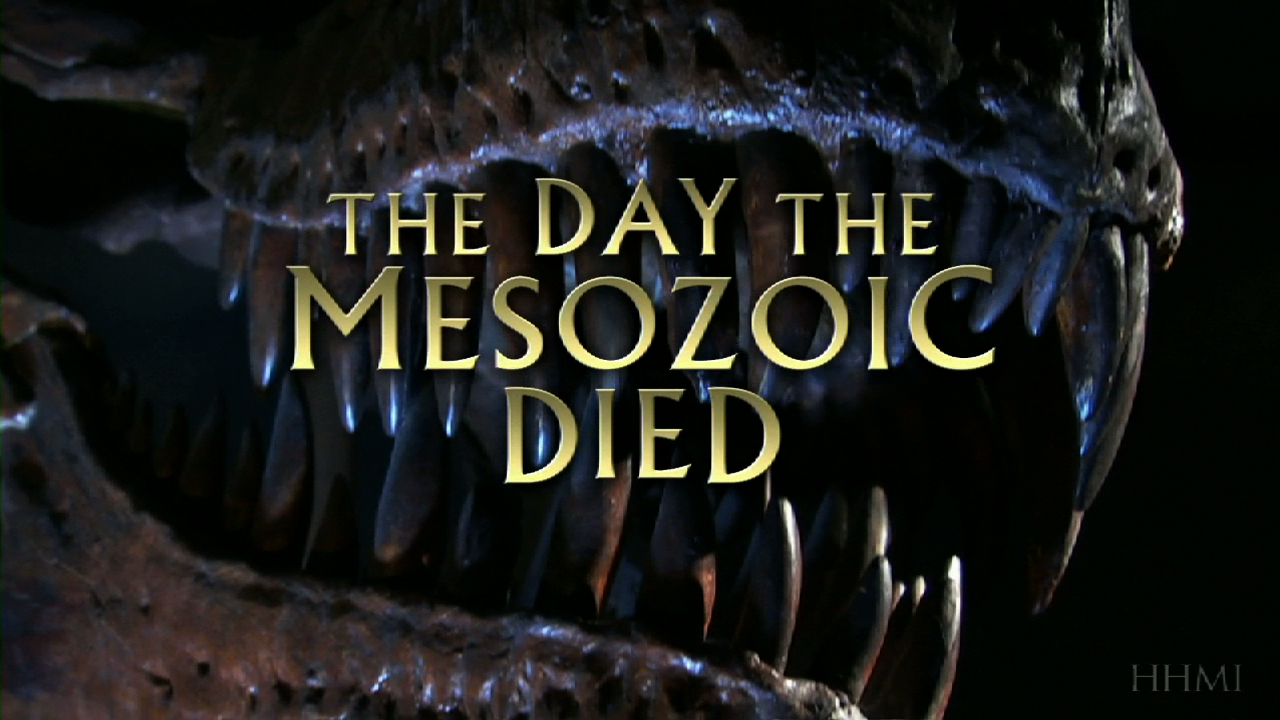 THE DAY THE
MESOZOIC
DIED
HHMI